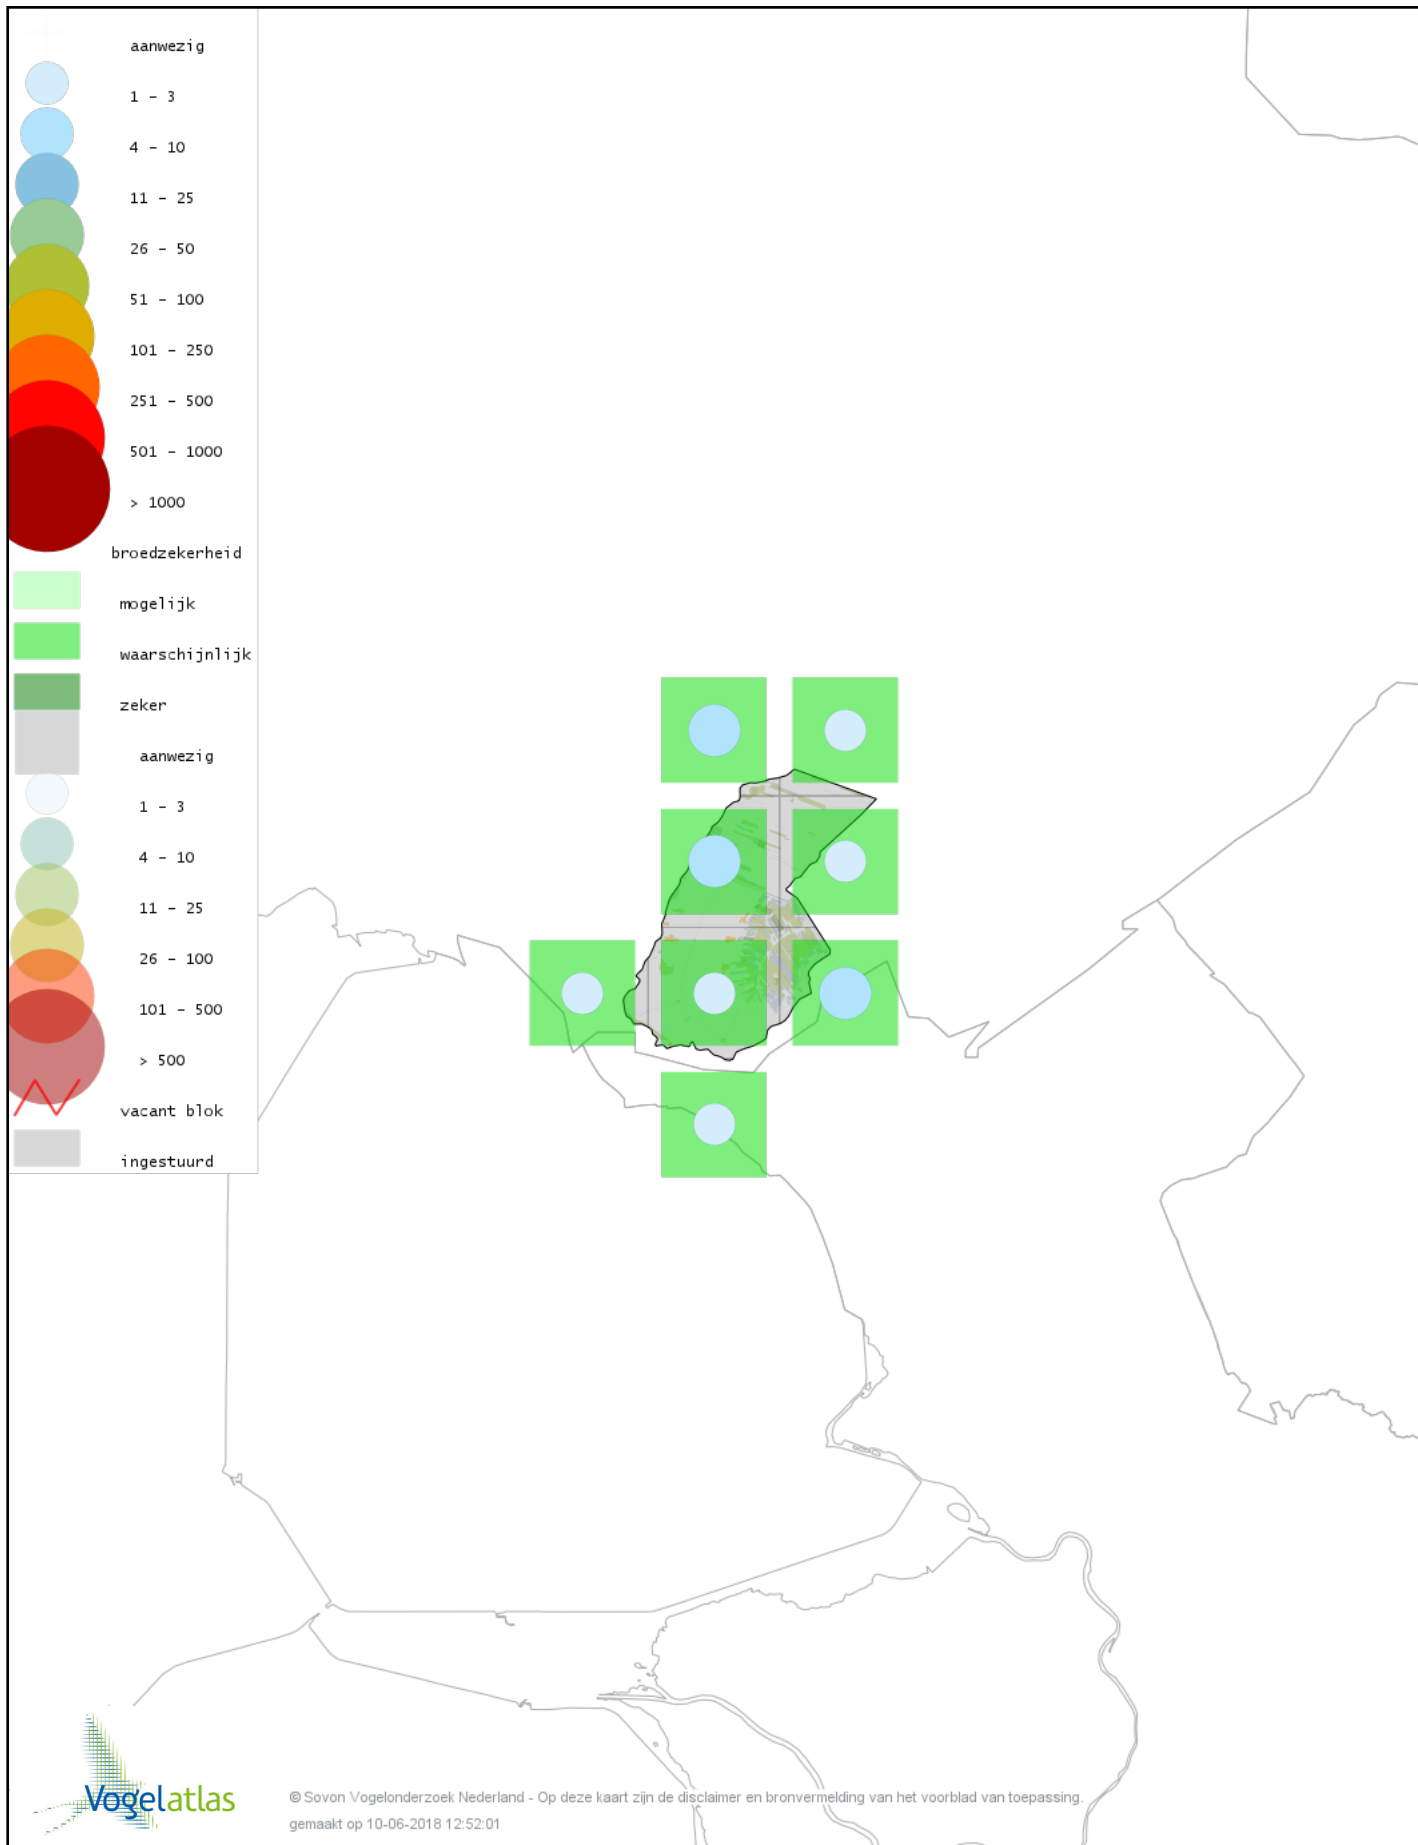 aanwezig
1 - 3
4 - 10
11 - 25
26 - 50
51 - 100
101 - 250
251 - 500
501 - 1000
> 1000
broedzekerheid
mogelijk
waarschijnlijk
zeker
aanwezig
1 - 3
4 - 10
11 - 25
26 - 100
101 - 500
> 500
vacant blok
ingestuurd
Vogelatlas
© Sovon Vogelonderzoek Nederland - Op deze kaart zijn de disclaimer en bronvermelding van het voorblad van toepassing.
gemaakt op 10-06-2018 12:52:01